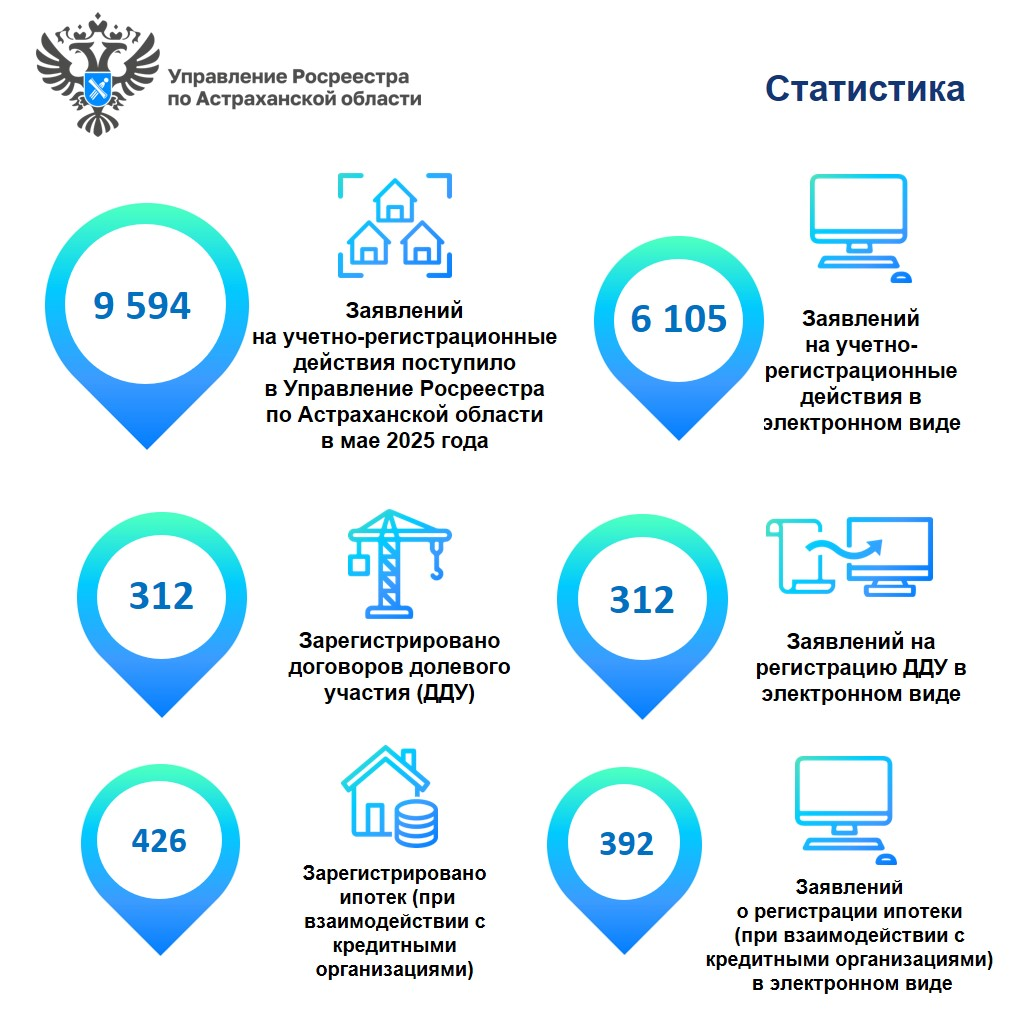 Управление Росреестра
по Астраханской области
Статистика
9 594
Заявлений
на учетно-регистрационные
действия поступило
в Управление Росреестра
по Астраханской области
в мае 2025 года
6 105
Заявлений
на учетно-
регистрационные
действия в
электронном виде
312
Зарегистрировано
договоров долевого
участия (ДДУ)
312
Заявлений на
регистрацию ДДУ в
электронном виде
426
Зарегистрировано
ипотек (при
взаимодействии с
кредитными
организациями)
392
Заявлений
о регистрации ипотеки
(при взаимодействии с
кредитными организациями)
в электронном виде